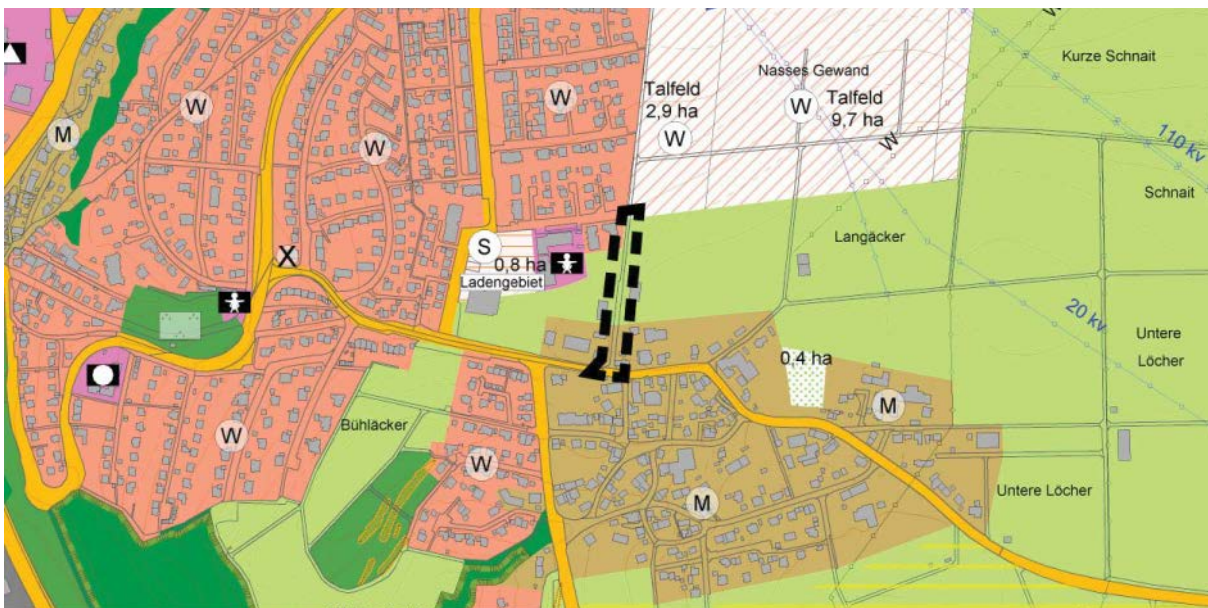 Kurze Schnait
W
Nasses Gewand
Talfeld
2,9 ha
W
W
Talfeld
9,7 ha
W
W
W
M
W
W
110 kv
Schnait
Langäcker
S
0,8 ha
Ladengebiet
X
20 kv
Untere
Löcher
0,4 ha
M
Bühläcker
W
W
M
Untere Löcher